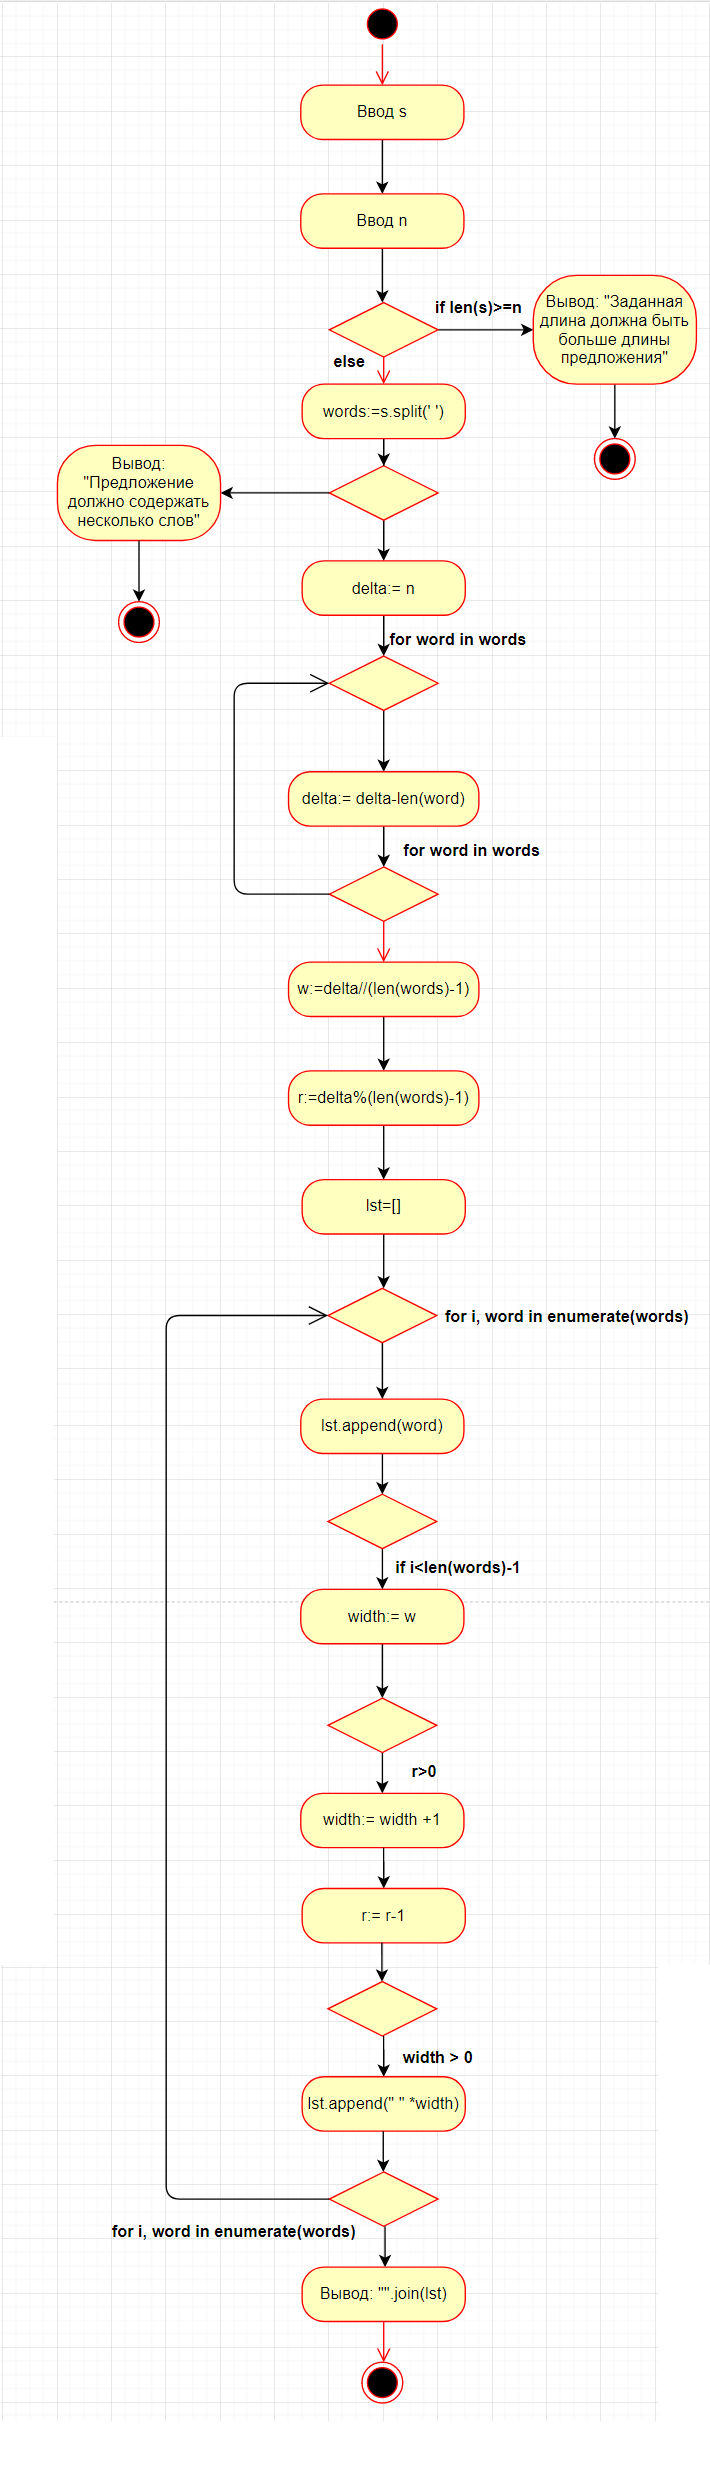 Ввод s
Ввод n
if len(s)>=n
Вывод: "Заданная
длина должна быть
больше длины
предложения"
else
words:=s.split(' ')
Вывод:
"Предложение
должно содержать
несколько слов"
delta:= n
for word in words
delta:= delta-len(word)
for word in words
w:=delta//(len(words)-1)
r:=delta%(len(words)-1)
lst=[]
for i, word in enumerate(words)
lst.append(word)
if i<len(words)-1
width:= w
r>0
width:= width +1
r:= r-1
width > 0
lst.append(" " *width)
for i, word in enumerate(words)
Вывод: "".join(lst)